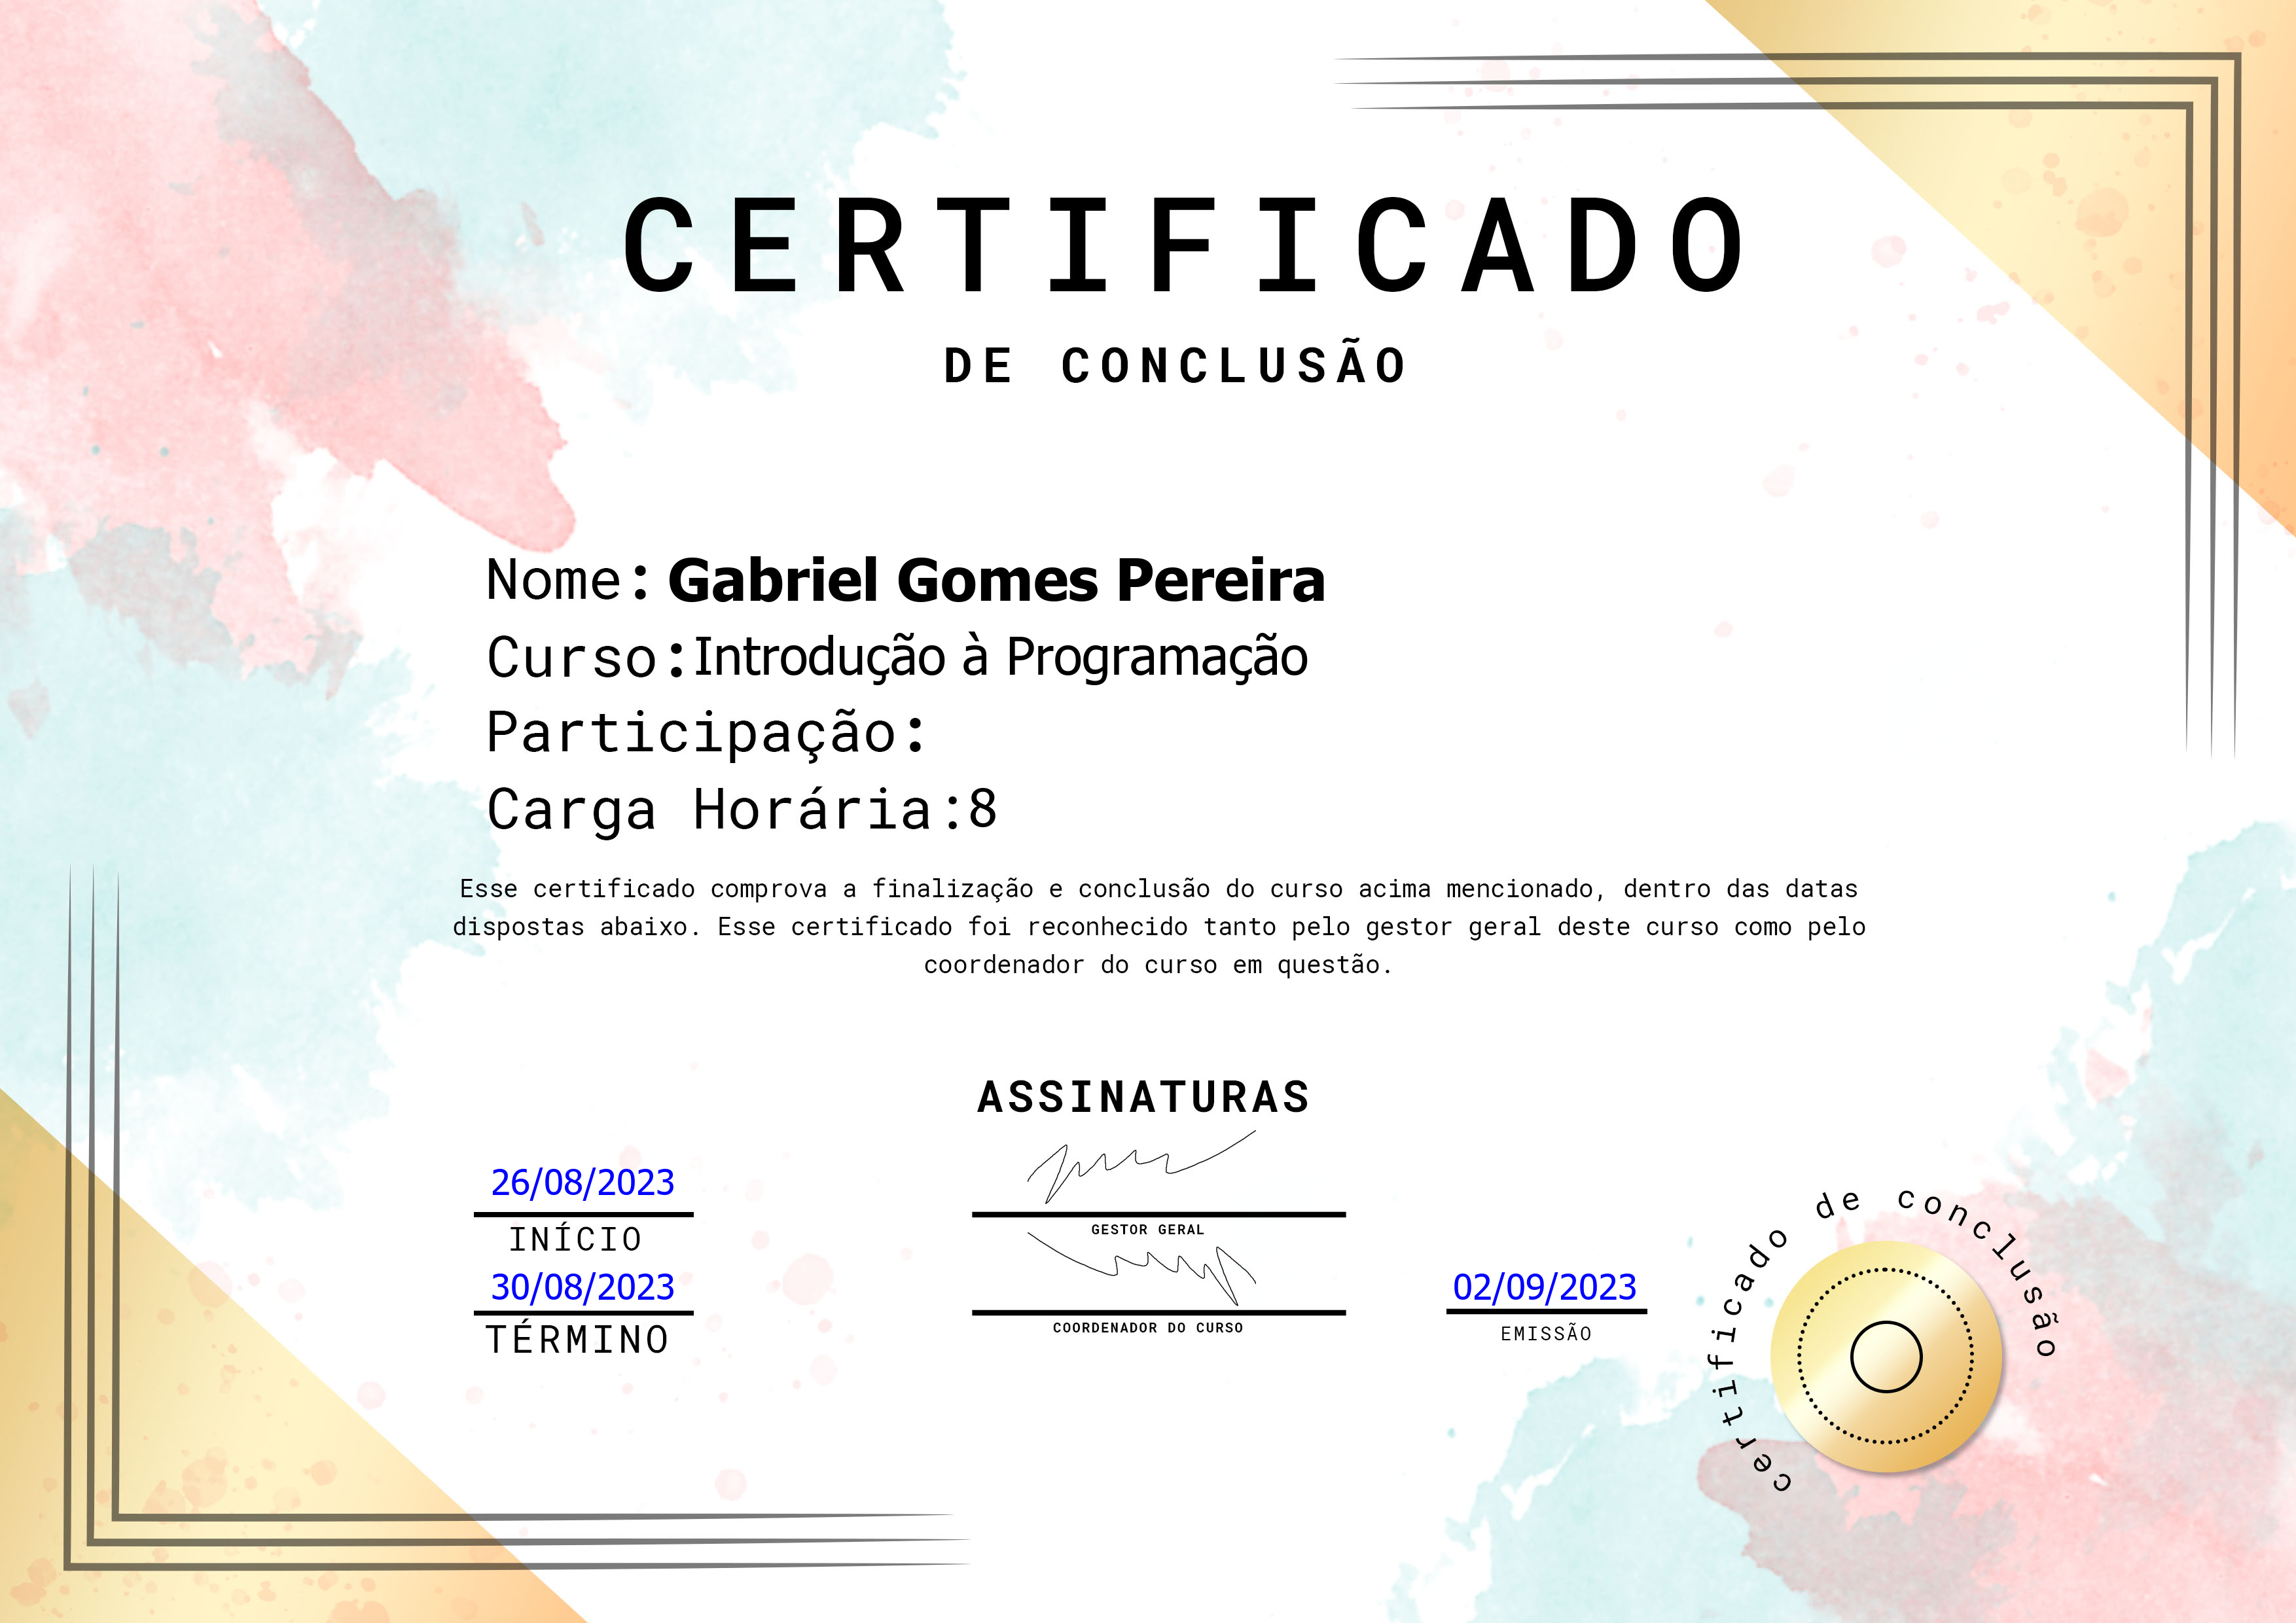 CERTIFICADO
DE CONCLUSÃO
Nome: Gabriel Gomes Pereira
Curso:Introdução à Programação
Participação:
Carga Horária:8
Esse certificado comprova a finalização e conclusão do curso acima mencionado, dentro das datas
dispostas abaixo. Esse certificado foi reconhecido tanto pelo gestor geral deste curso como pelo
coordenador do curso em questão.
ASSINATURAS
26/08/2023
INÍCIO
GESTOR GERAL
30/08/2023
TÉRMINO
COORDENADOR DO CURSO
02/09/2023
EMISSÃO
certificado de conclusão